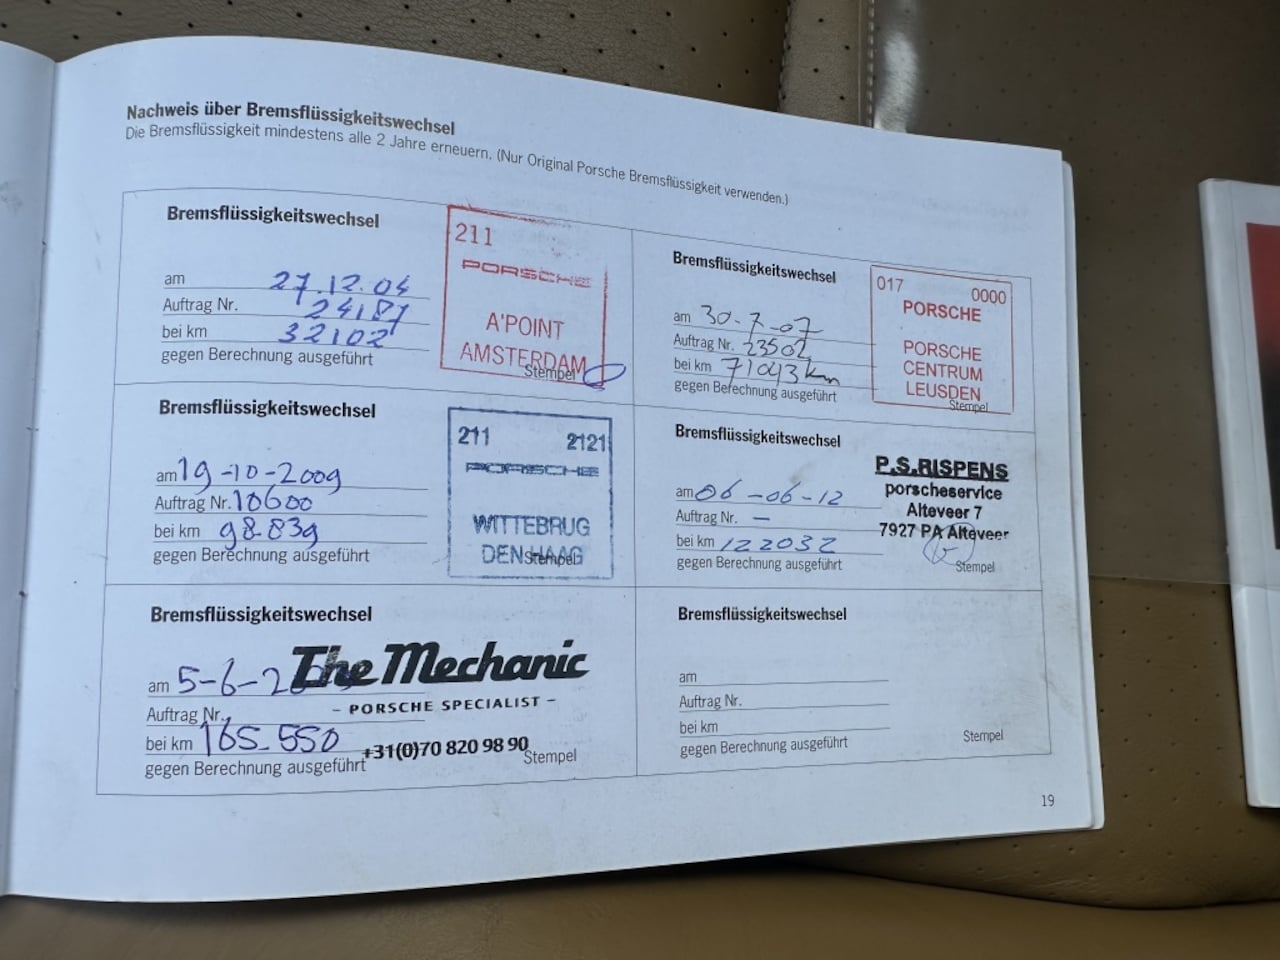 Nachweis über Bremsflüssigkeitswechsel
Die Bremsflüssigkeit mindestens alle 2 Jahre erneuern. (Nur Original Porsche Bremsflüssigkeit verwenden.)
Bremsflüssigkeitswechsel
am 27.12.04
Auftrag Nr. 24187
bei km 32102
gegen Berechnung ausgeführt
211
PORSCHE
A'POINT
AMSTERDAM
Stempel
Bremsflüssigkeitswechsel
am 30-7-07
Auftrag Nr. 23502
bei km 71043 km
gegen Berechnung ausgeführt
017 0000
PORSCHE
PORSCHE
CENTRUM
LEUSDEN
Stempel
Bremsflüssigkeitswechsel
am 19-10-2009
Auftrag Nr. 10600
bei km 98.839
gegen Berechnung ausgeführt
211 2121
PORSCHE
WITTEBRUG
DEN HAAG
Stempel
Bremsflüssigkeitswechsel
am 06-06-12
Auftrag Nr. –
bei km 122032
gegen Berechnung ausgeführt
P.S.RISPENS
porscheservice
Alteveer 7
7927 PA Alteveer
Stempel
Bremsflüssigkeitswechsel
am
Auftrag Nr.
bei km 165.550
gegen Berechnung ausgeführt
The Mechanic
– PORSCHE SPECIALIST –
+31(0)70 820 98 90
Stempel
Bremsflüssigkeitswechsel
am
Auftrag Nr.
bei km
gegen Berechnung ausgeführt
Stempel
19